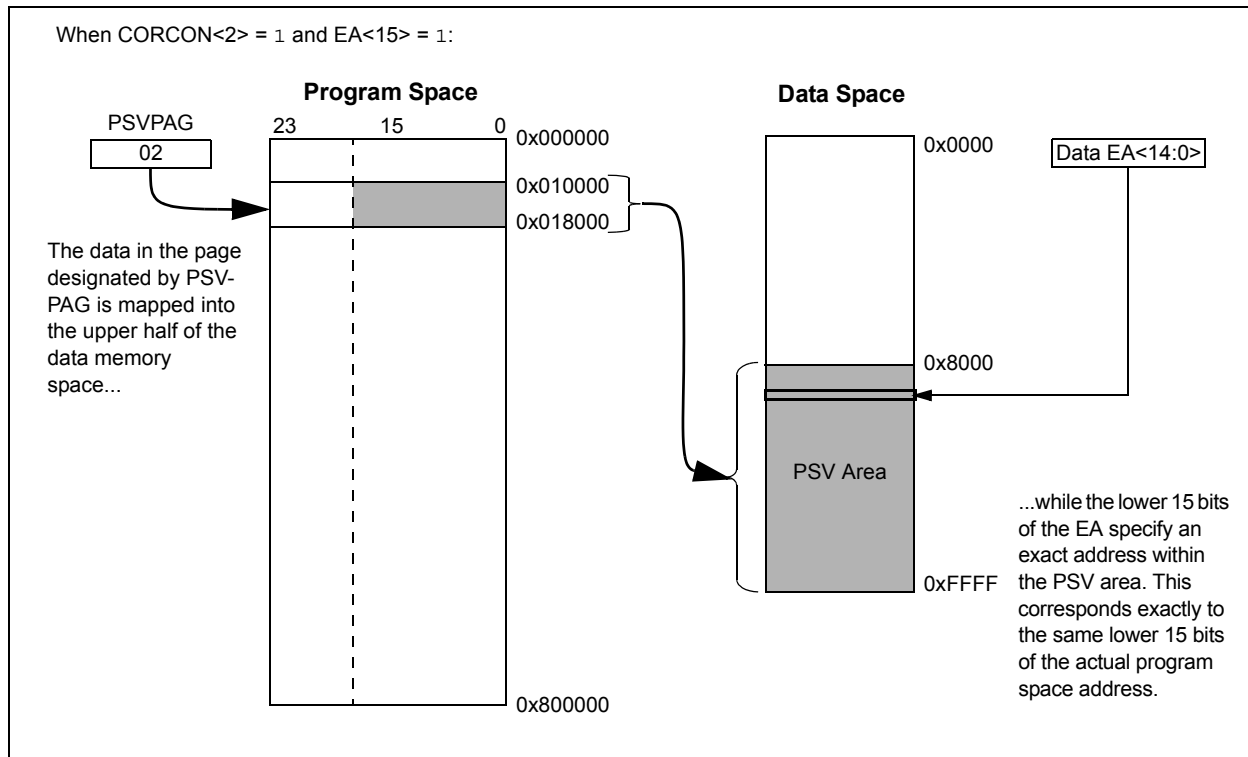 When CORCON<2> = 1 and EA<15> = 1:
Program Space
Data Space
PSVPAG
02
23 15 0
0x000000
0x010000
0x018000
0x800000
The data in the page
designated by PSV-
PAG is mapped into
the upper half of the
data memory
space...
0x0000
0x8000
0xFFFF
PSV Area
Data EA<14:0>
...while the lower 15 bits
of the EA specify an
exact address within
the PSV area. This
corresponds exactly to
the same lower 15 bits
of the actual program
space address.